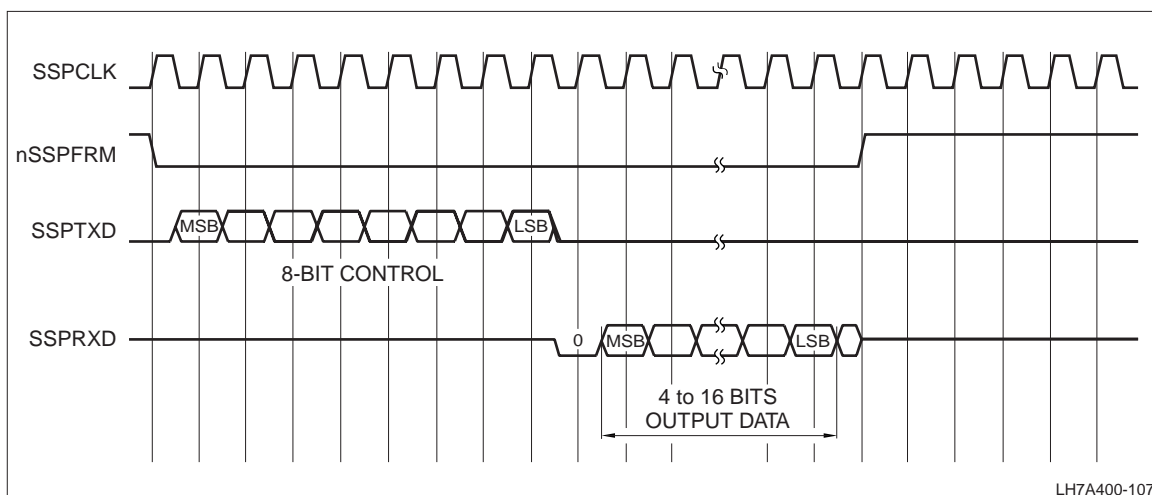 SSPCLK
nSSPFRM
SSPTXD
MSB
LSB
8-BIT CONTROL
SSPRXD
0
MSB
LSB
4 to 16 BITS
OUTPUT DATA
LH7A400-107